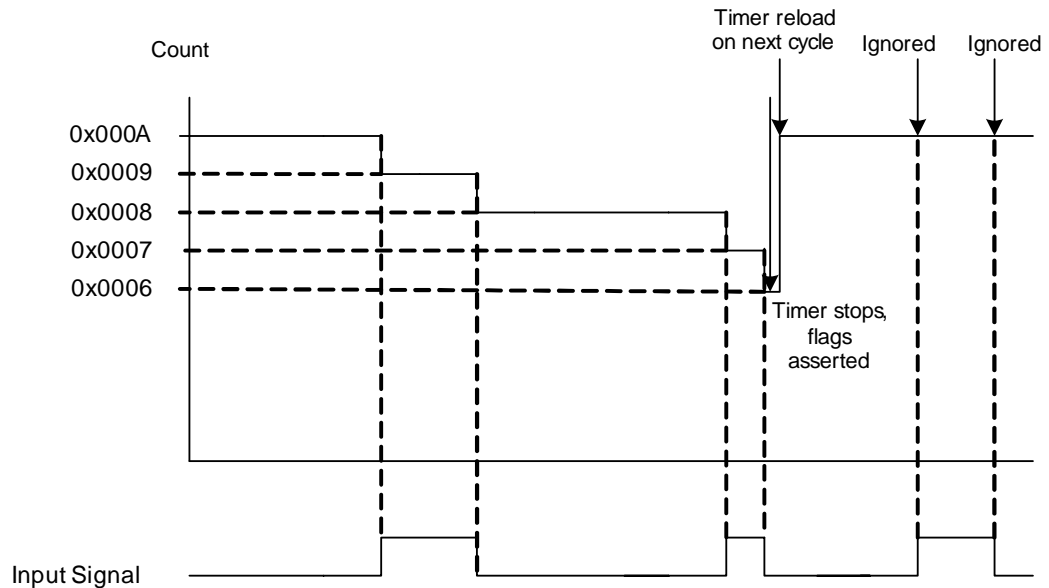 Timer reload
on next cycle
Ignored
Ignored
Count
0x000A
0x0009
0x0008
0x0007
0x0006
Timer stops,
flags
asserted
Input Signal